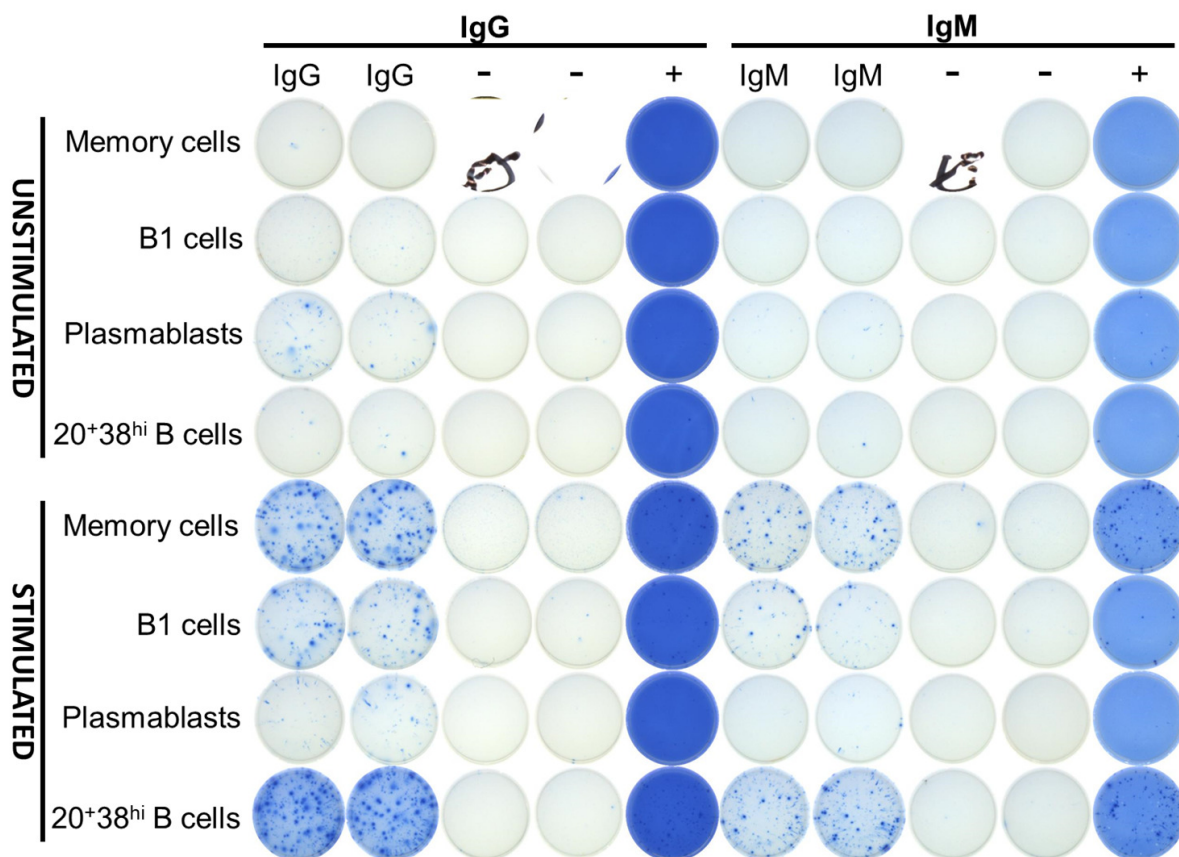 IgG IgM
IgG IgG - - + IgM IgM - - +
UNSTIMULATED
Memory cells
B1 cells
Plasmablasts
20⁺38ʰⁱ B cells
STIMULATED
Memory cells
B1 cells
Plasmablasts
20⁺38ʰⁱ B cells